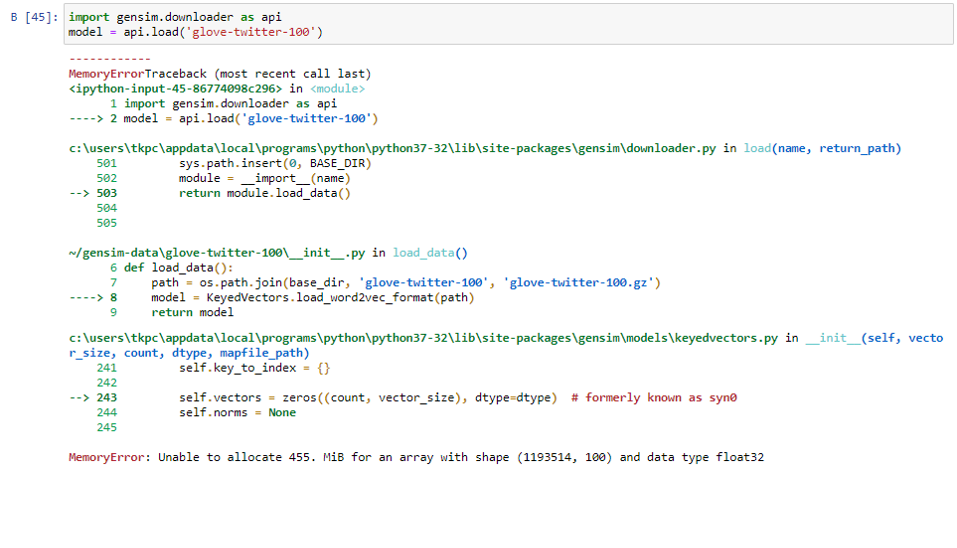 В [45]: import gensim.downloader as api
model = api.load('glove-twitter-100')
------------
MemoryErrorTraceback (most recent call last)
<ipython-input-45-86774098c296> in <module>
1 import gensim.downloader as api
----> 2 model = api.load('glove-twitter-100')
c:\users\tkpc\appdata\local\programs\python\python37-32\lib\site-packages\gensim\downloader.py in load(name, return_path)
501 sys.path.insert(0, BASE_DIR)
502 module = __import__(name)
--> 503 return module.load_data()
504
505
~/gensim-data\glove-twitter-100\__init__.py in load_data()
6 def load_data():
7 path = os.path.join(base_dir, 'glove-twitter-100', 'glove-twitter-100.gz')
----> 8 model = KeyedVectors.load_word2vec_format(path)
9 return model
c:\users\tkpc\appdata\local\programs\python\python37-32\lib\site-packages\gensim\models\keyedvectors.py in __init__(self, vecto
r_size, count, dtype, mapfile_path)
241 self.key_to_index = {}
242
--> 243 self.vectors = zeros((count, vector_size), dtype=dtype) # formerly known as syn0
244 self.norms = None
245
MemoryError: Unable to allocate 455. MiB for an array with shape (1193514, 100) and data type float32